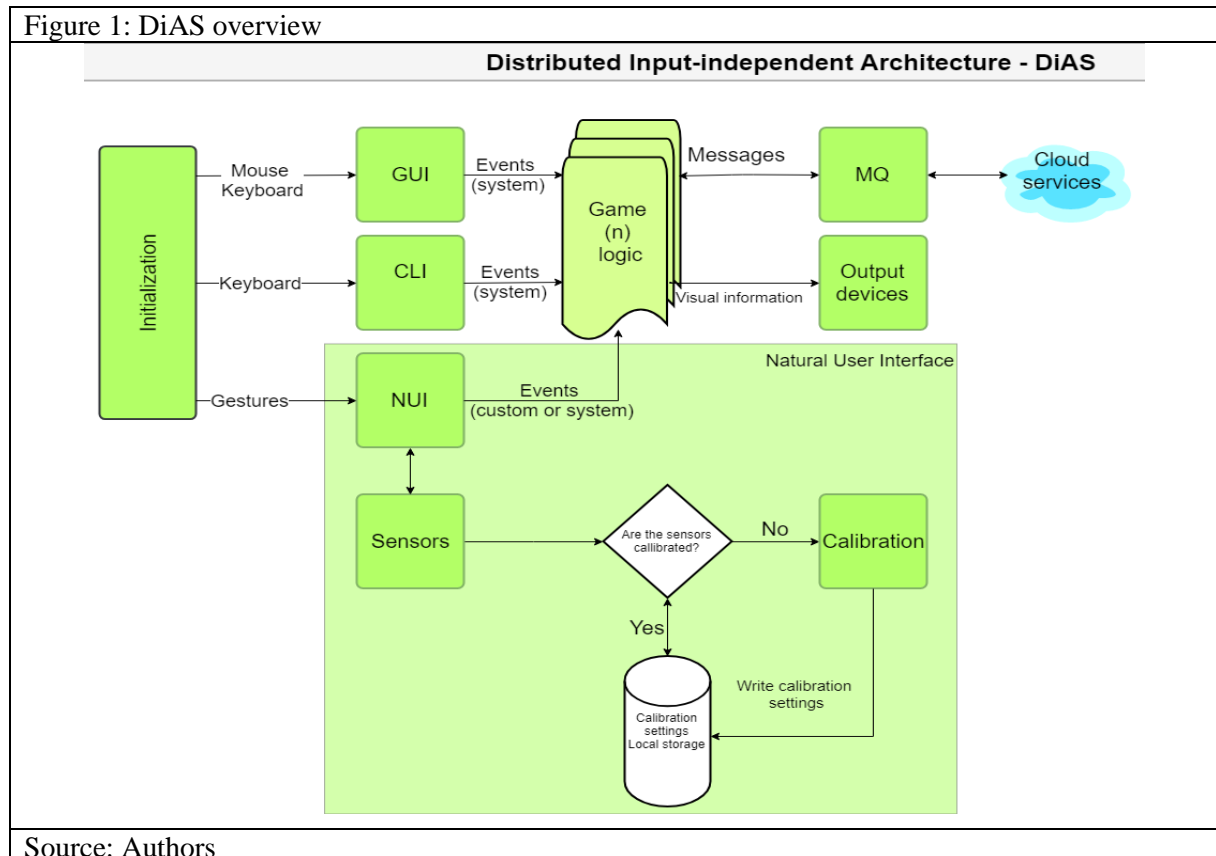 Figure 1: DiAS overview
Distributed Input-independent Architecture - DiAS
Initialization
Mouse
Keyboard
GUI
Events
(system)
Game
(n)
logic
Messages
MQ
Cloud
services
Keyboard
CLI
Events
(system)
Visual information
Output
devices
Natural User Interface
Gestures
NUI
Events
(custom or system)
Sensors
Are the sensors
callibrated?
No
Calibration
Yes
Calibration
settings
Local storage
Write calibration
settings
Source: Authors